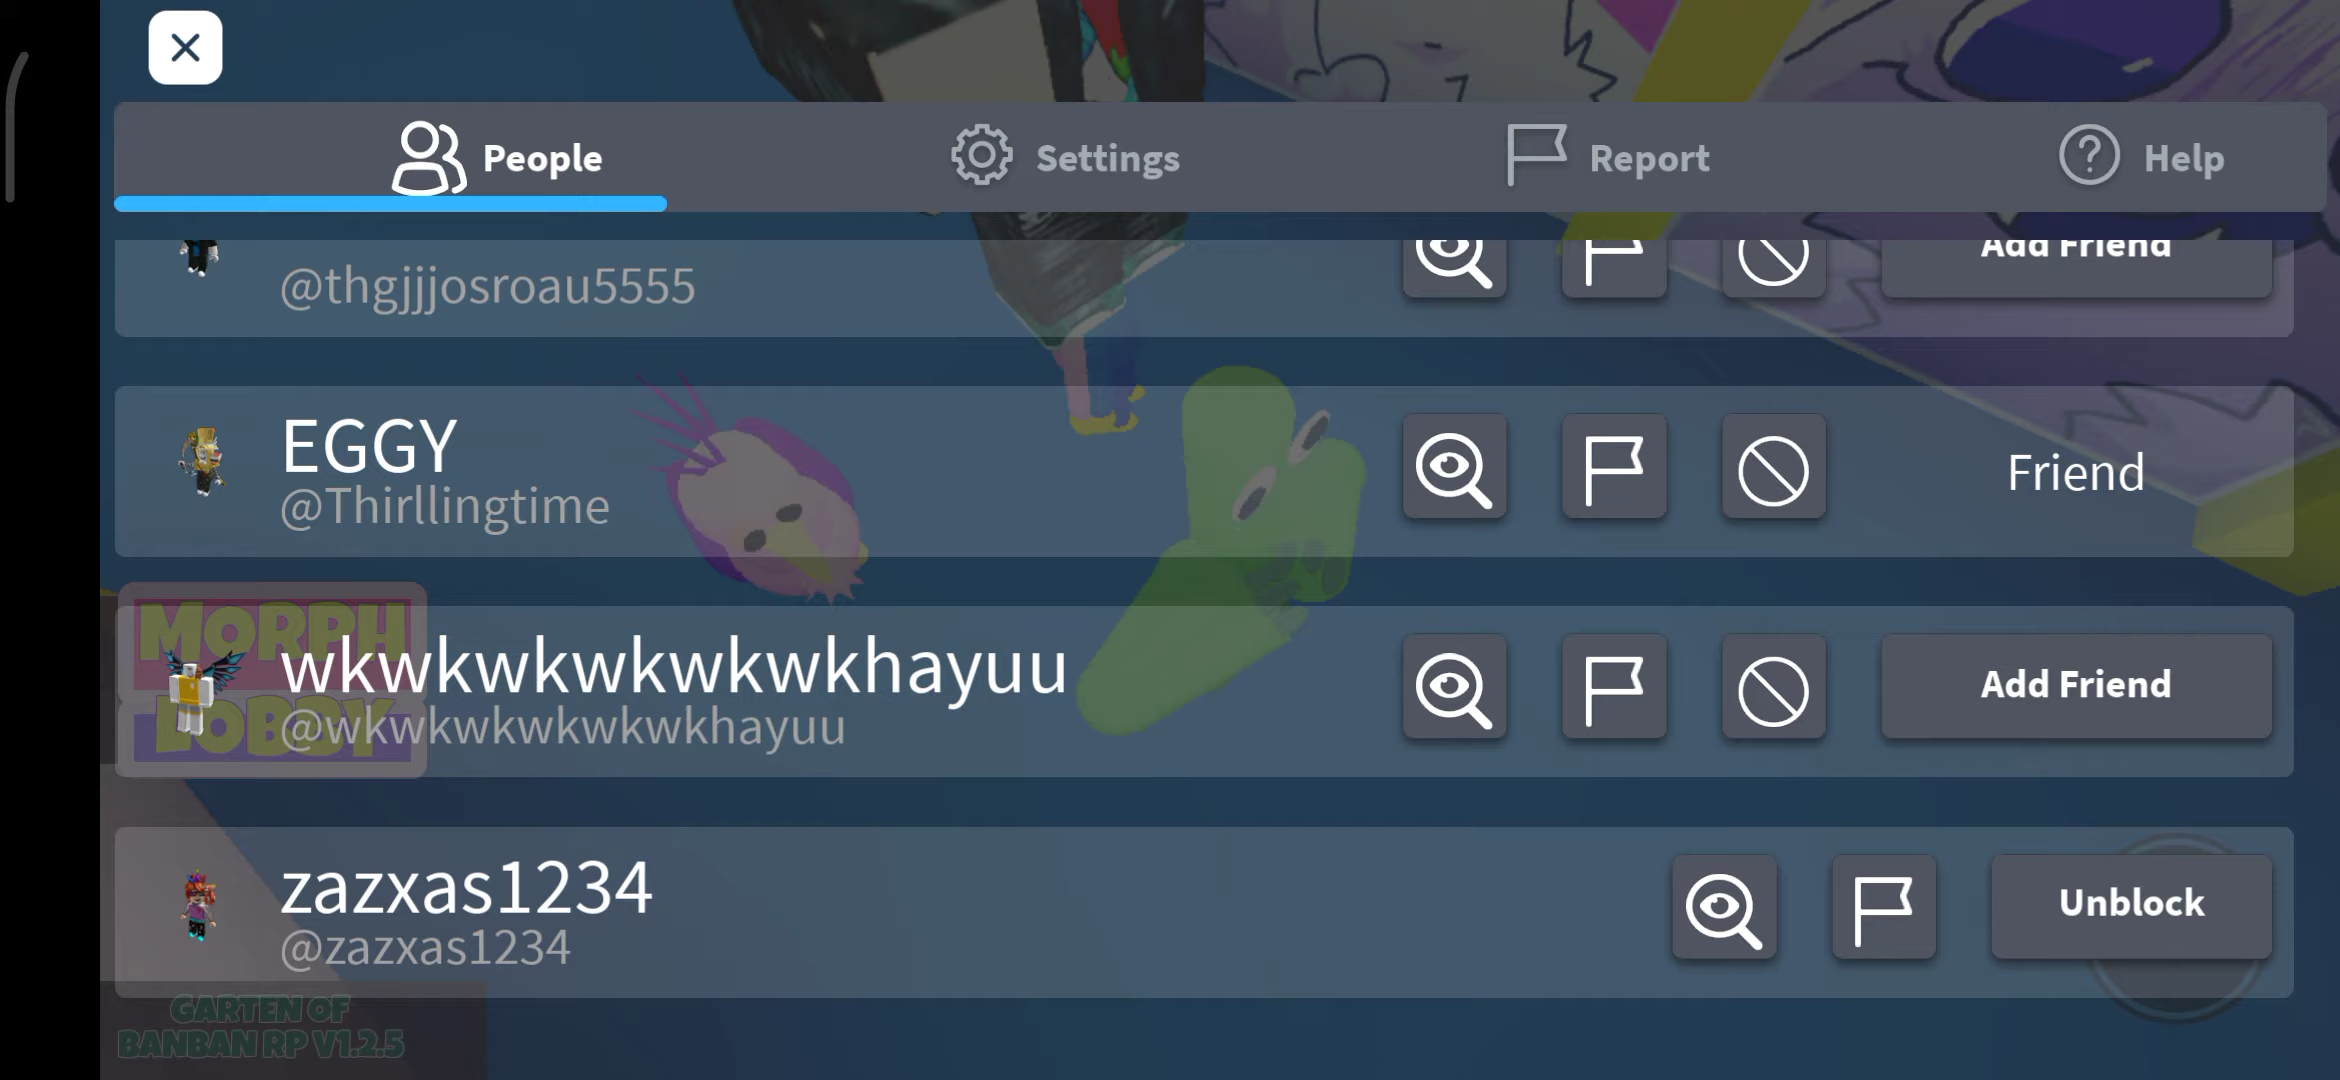 People
Settings
Report
Help
Add Friend
@thgjjjosroau5555
EGGY
@Thirllingtime
Friend
MORPH
wkwkwkwkwkwkhayuu
LOBBY
@wkwkwkwkwkwkhayuu
Add Friend
zazxas1234
@zazxas1234
Unblock
GARTEN OF
BANBAN RP V1.2.5